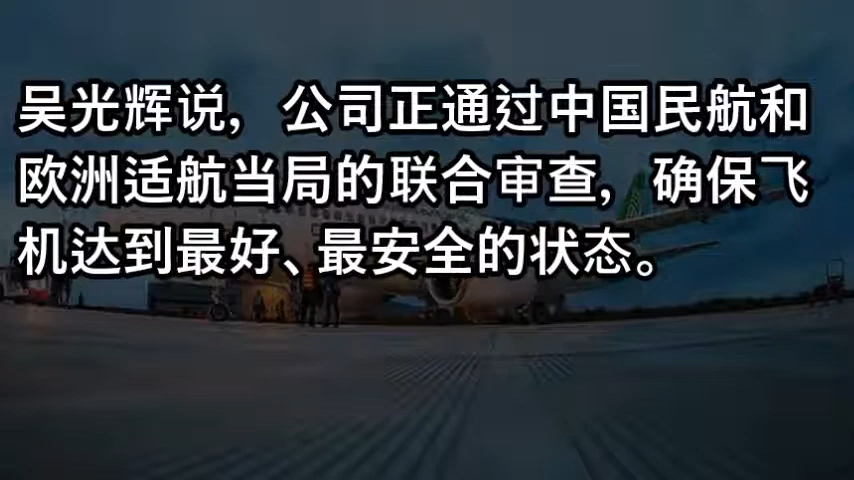 吴光辉说，公司正通过中国民航和
欧洲适航当局的联合审查，确保飞
机达到最好、最安全的状态。